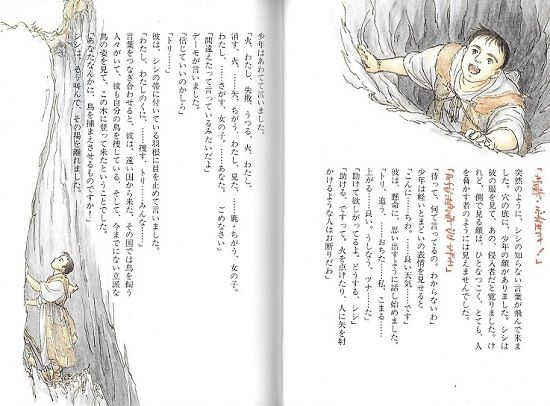 突然のように、シシの知らない言葉が飛んで来ま
した。穴の底に、少年の顔がありました。シシは
彼の服を見て、あの、侵入者だと覚りました。け
れど、側で見る顔は、ひとなつこく、とても、人
を脅かす者のようには見えませんでした。
「待って、何て言ってるの。わかんないわ」
少年は軽いとまどいの表情を見せると
「こんに…ちわ。……良い天気…です」
彼は、懸命に、思い出すように話し始めました。
「トリ、追う、……おちた……私、こまる……
上がる……良い。うしなう、ツナ……」
「助けて欲しがってるよ。どうする、シシ」
「助ける、ですって。火を点けたり、人に矢を射
かけるような人はお断りだわ」
少年はあわてて言いました。
「火、わたし、失敗、うつる、火、わたし、
消す、火、……矢、ちがう、わたし、見た、……鹿・ちがう、女の子。
わたし、……さがす、女の子。……あなた。 ごめなさい」
「間違えたって言っているみたいだよ」
デーモが言いました。
「信じていいのかしら」
「トリ……」
彼は、シシの帯に付いている羽根に目を止めて言いました。
「わたし、わたしのくに、……捜す、トリ……みんな……」
言葉をつなぎ合わせると、彼は、遠い国から来た、その国では鳥を飼う
人々がいて、彼も自分の鳥を捜している、そして、今までにない立派な
鳥の姿を見て、この木に登って来たということでした。
「あなたなんかに、鳥を捕まえさせるものですか！」
シシは、そう叫んで、その場を離れました。